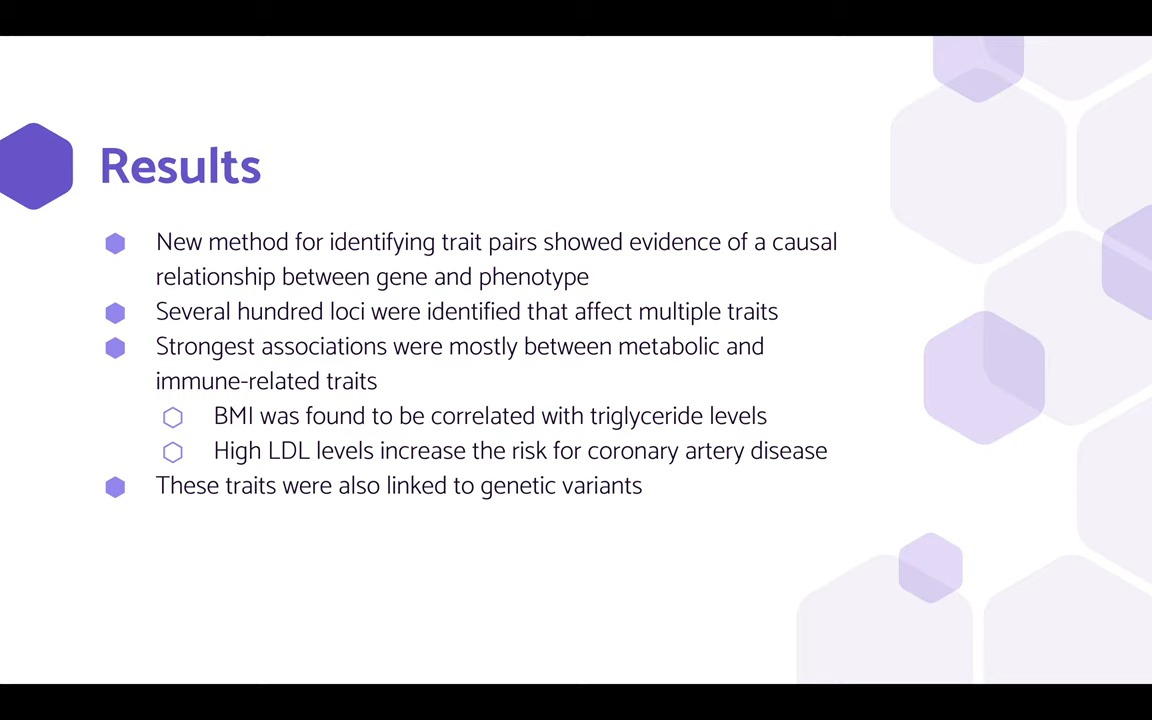 Results
New method for identifying trait pairs showed evidence of a causal
relationship between gene and phenotype
Several hundred loci were identified that affect multiple traits
Strongest associations were mostly between metabolic and
immune-related traits
BMI was found to be correlated with triglyceride levels
High LDL levels increase the risk for coronary artery disease
These traits were also linked to genetic variants